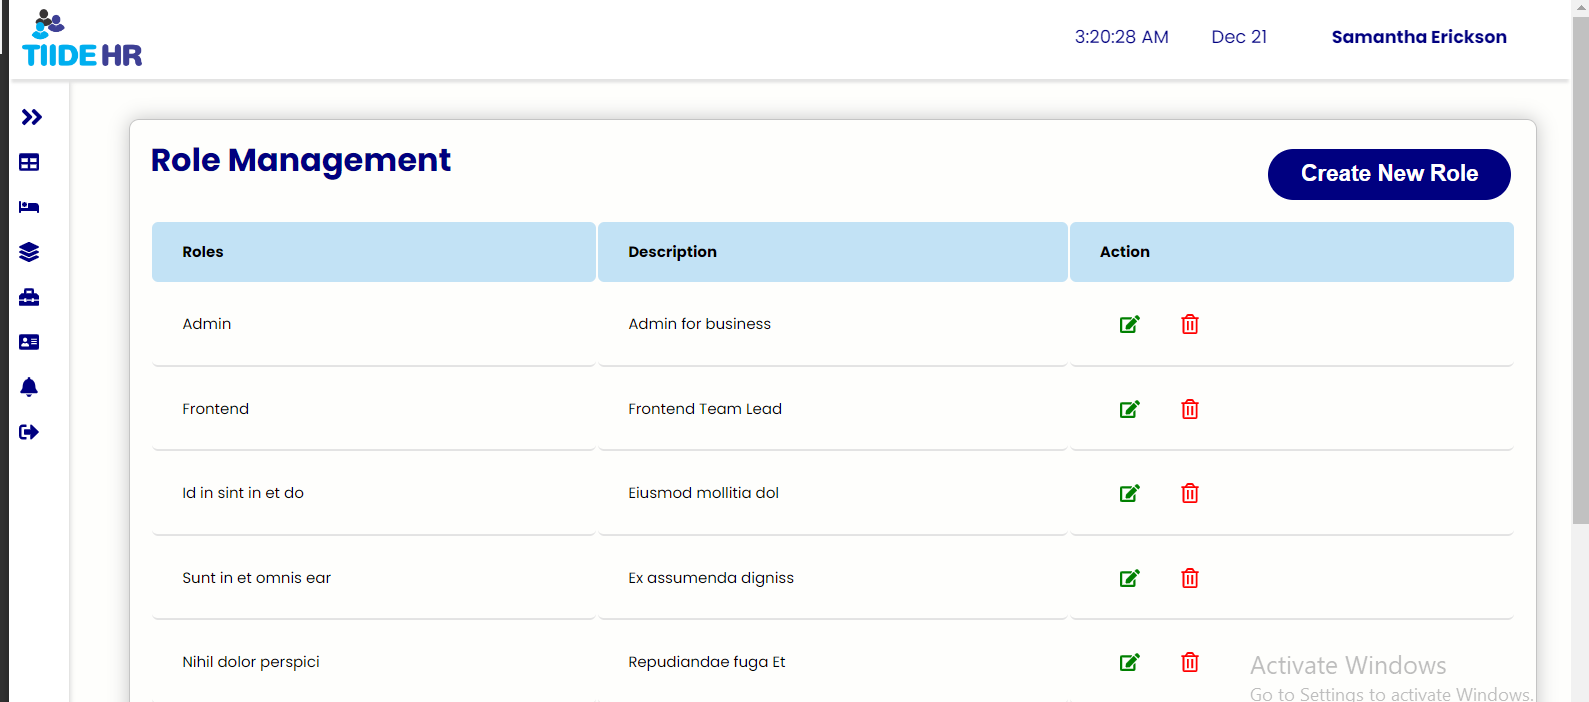 TIIDE HR
3:20:28 AM Dec 21 Samantha Erickson
Role Management
Create New Role
Roles Description Action
Admin Admin for business
Frontend Frontend Team Lead
Id in sint in et do Eiusmod mollitia dol
Sunt in et omnis ear Ex assumenda digniss
Nihil dolor perspici Repudiandae fuga Et
Activate Windows
Go to Settings to activate Windows.